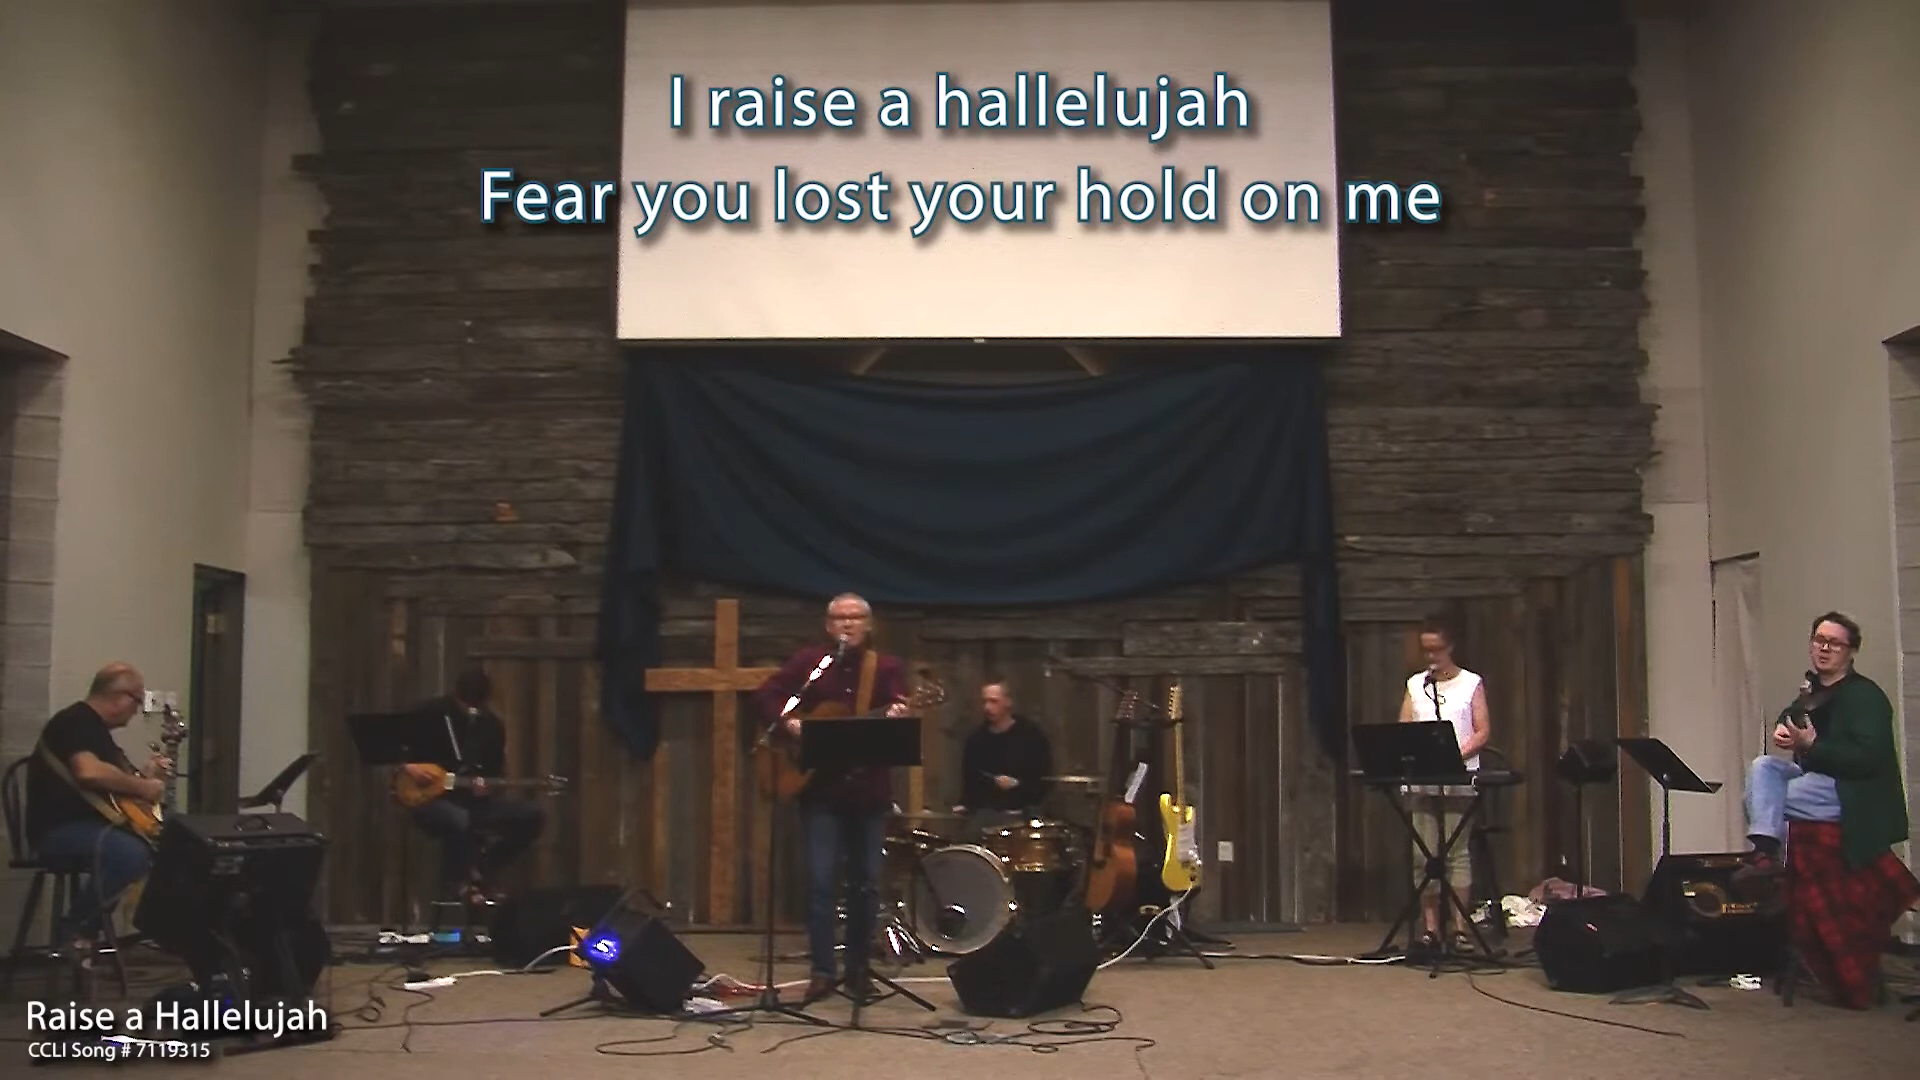 I raise a hallelujah
Fear you lost your hold on me
Raise a Hallelujah
CCLI Song # 7119315